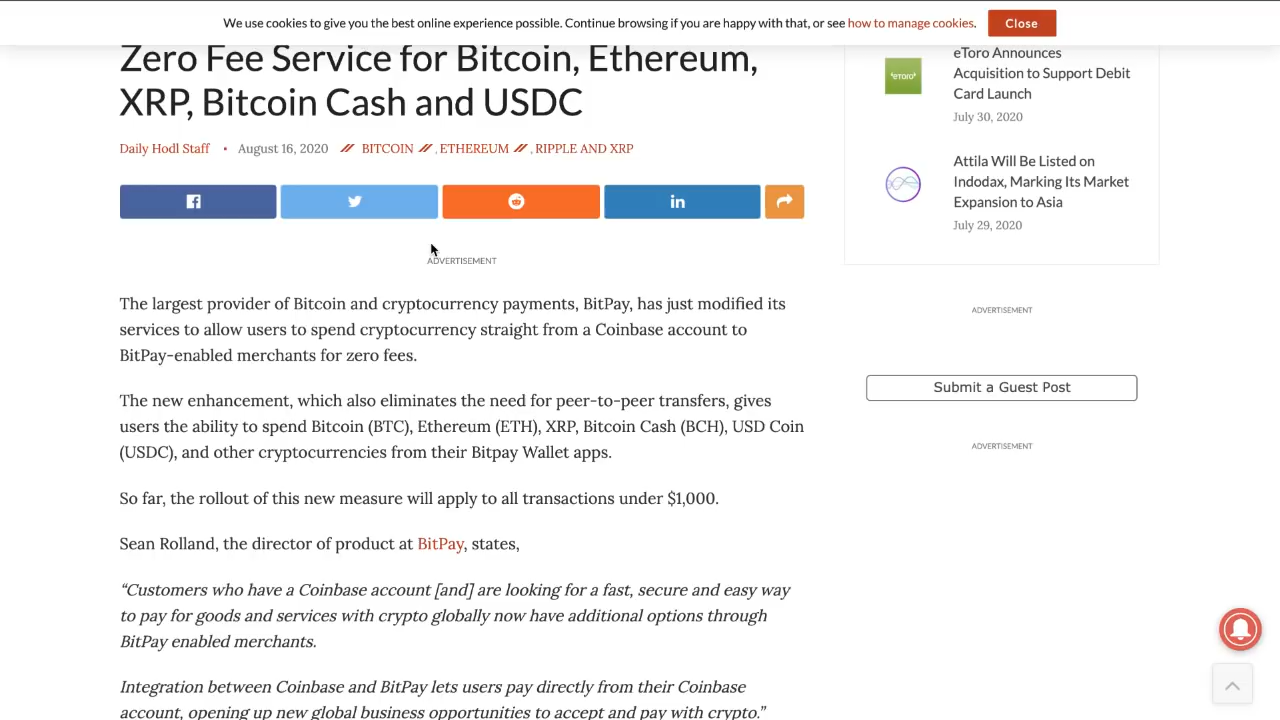 We use cookies to give you the best online experience possible. Continue browsing if you are happy with that, or see how to manage cookies.
Close
Zero Fee Service for Bitcoin, Ethereum,
XRP, Bitcoin Cash and USDC
Daily Hodl Staff • August 16, 2020 // BITCOIN // , ETHEREUM // , RIPPLE AND XRP
in
ADVERTISEMENT
The largest provider of Bitcoin and cryptocurrency payments, BitPay, has just modified its
services to allow users to spend cryptocurrency straight from a Coinbase account to
BitPay-enabled merchants for zero fees.
The new enhancement, which also eliminates the need for peer-to-peer transfers, gives
users the ability to spend Bitcoin (BTC), Ethereum (ETH), XRP, Bitcoin Cash (BCH), USD Coin
(USDC), and other cryptocurrencies from their Bitpay Wallet apps.
So far, the rollout of this new measure will apply to all transactions under $1,000.
Sean Rolland, the director of product at BitPay, states,
“Customers who have a Coinbase account [and] are looking for a fast, secure and easy way
to pay for goods and services with crypto globally now have additional options through
BitPay enabled merchants.
Integration between Coinbase and BitPay lets users pay directly from their Coinbase
account, opening up new global business opportunities to accept and pay with crypto.”
eToro
eToro Announces
Acquisition to Support Debit
Card Launch
July 30, 2020
Attila Will Be Listed on
Indodax, Marking Its Market
Expansion to Asia
July 29, 2020
ADVERTISEMENT
Submit a Guest Post
ADVERTISEMENT